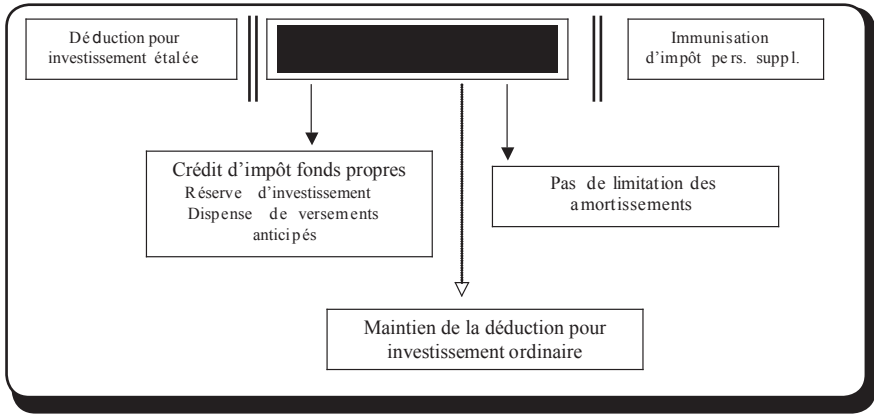 Déduction pour
investissement étalée
Immunisation
d'impôt pers. suppl.
Crédit d'impôt fonds propres
Réserve d'investissement
Dispense de versements
anticipés
Pas de limitation des
amortissements
Maintien de la déduction pour
investissement ordinaire